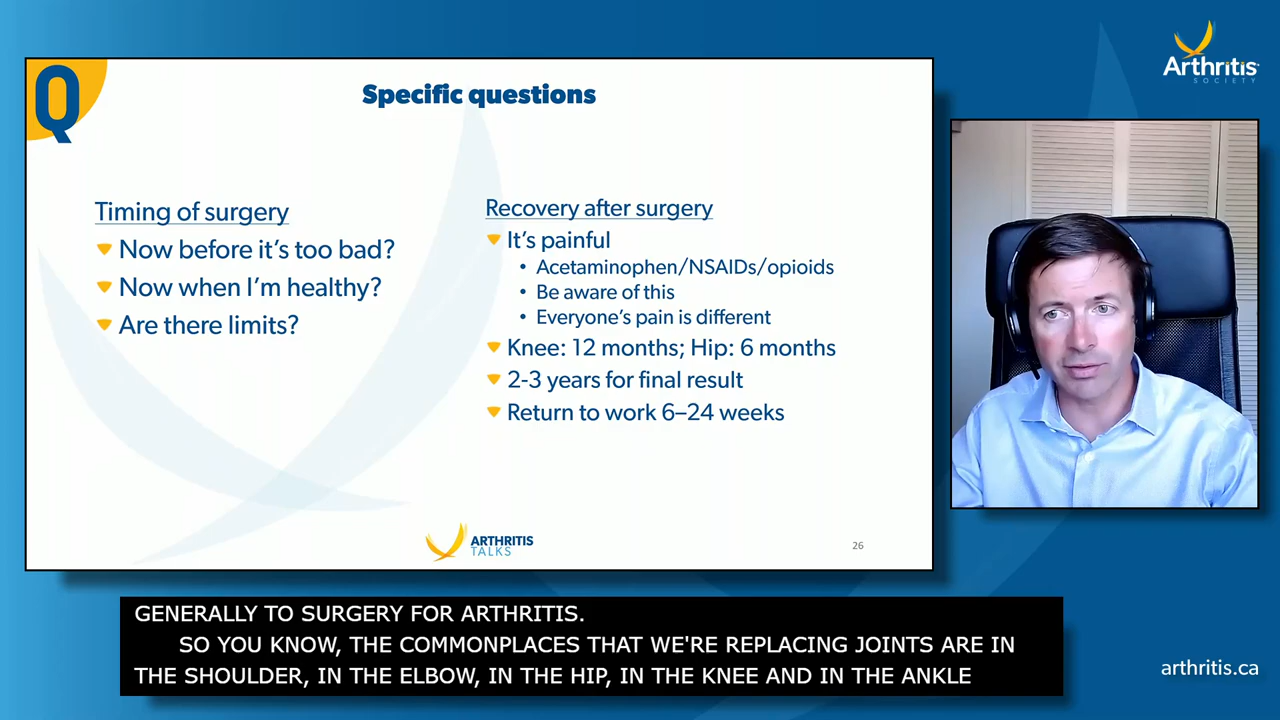 Q
Specific questions
Arthritis
SOCIETY
Timing of surgery
Now before it's too bad?
Now when I'm healthy?
Are there limits?
Recovery after surgery
It's painful
• Acetaminophen/NSAIDs/opioids
• Be aware of this
• Everyone's pain is different
Knee: 12 months; Hip: 6 months
2-3 years for final result
Return to work 6–24 weeks
ARTHRITIS
TALKS
26
GENERALLY TO SURGERY FOR ARTHRITIS.
SO YOU KNOW, THE COMMONPLACES THAT WE'RE REPLACING JOINTS ARE IN
THE SHOULDER, IN THE ELBOW, IN THE HIP, IN THE KNEE AND IN THE ANKLE
arthritis.ca